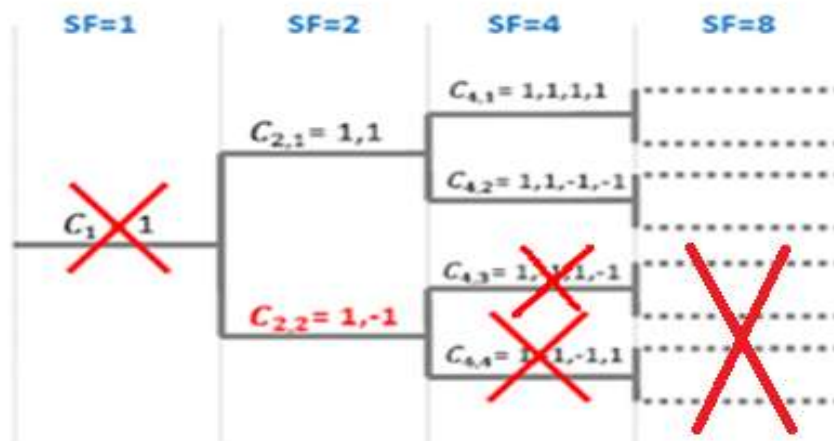 SF=1 SF=2 SF=4 SF=8
C4,1= 1,1,1,1
C2,1= 1,1
C4,2= 1,1,-1,-1
C1 1
C4,3= 1,-1,1,-1
C2,2= 1,-1
C4,4= 1,-1,-1,1